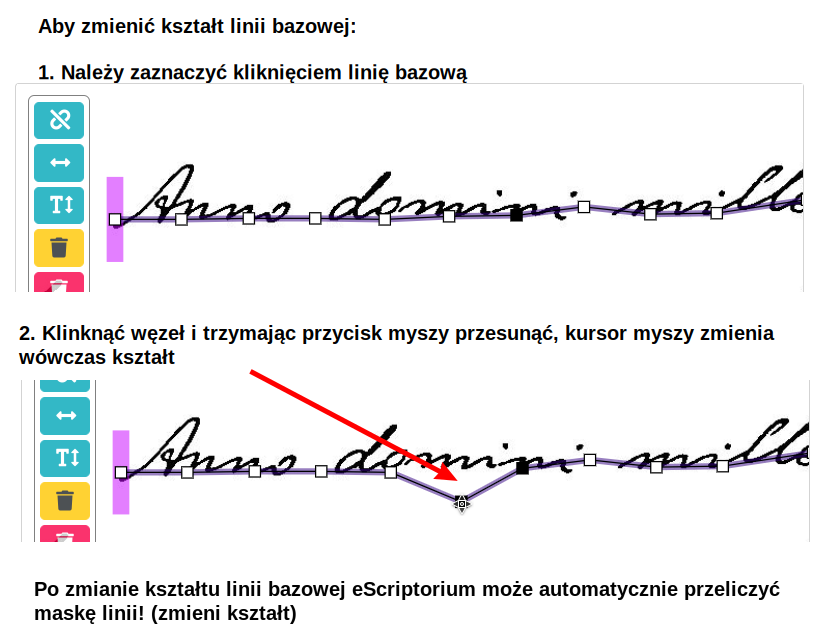 Aby zmienić kształt linii bazowej:
1. Należy zaznaczyć kliknięciem linię bazową
T
Anno domini mill
2. Klinknąć węzeł i trzymając przycisk myszy przesunąć, kursor myszy zmienia
wówczas kształt
T
Anno domini mill
Po zmianie kształtu linii bazowej eScriptorium może automatycznie przeliczyć
maskę linii! (zmieni kształt)